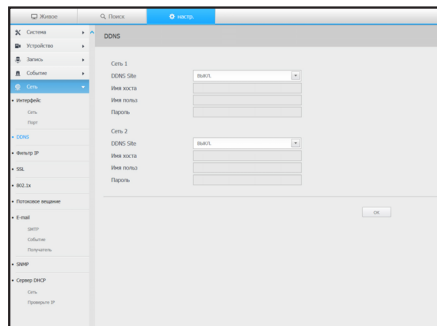 Живое
Поиск
настр.
Система
Устройство
Запись
Событие
Сеть
Интерфейс
Сеть
Порт
DDNS
Фильтр IP
SSL
802.1x
Потоковое вещание
E-mail
SMTP
Событие
Получатель
SNMP
Сервер DHCP
Сеть
Проверьте IP
DDNS
Сеть 1
DDNS Site
Выкл.
Имя хоста
Имя польз
Пароль
Сеть 2
DDNS Site
Выкл.
Имя хоста
Имя польз
Пароль
OK